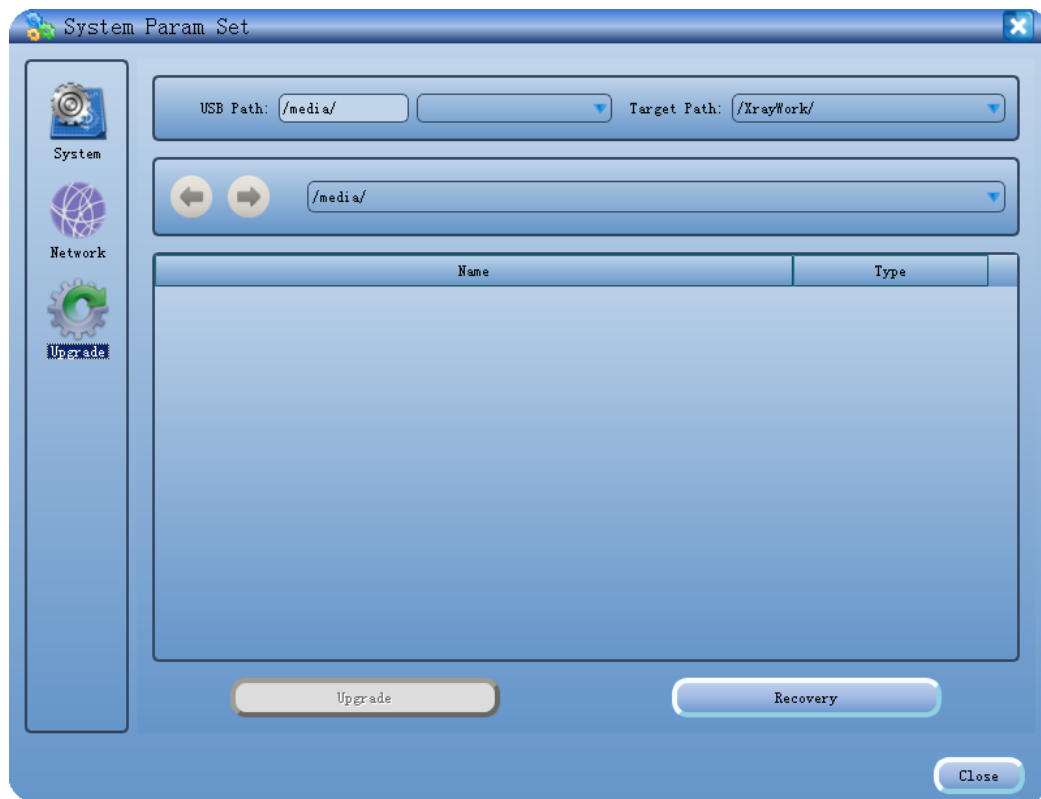 System Param Set
USB Path: /media/ Target Path: /XrayWork/
System
/media/
Network
Name Type
Upgrade
Upgrade Recovery
Close